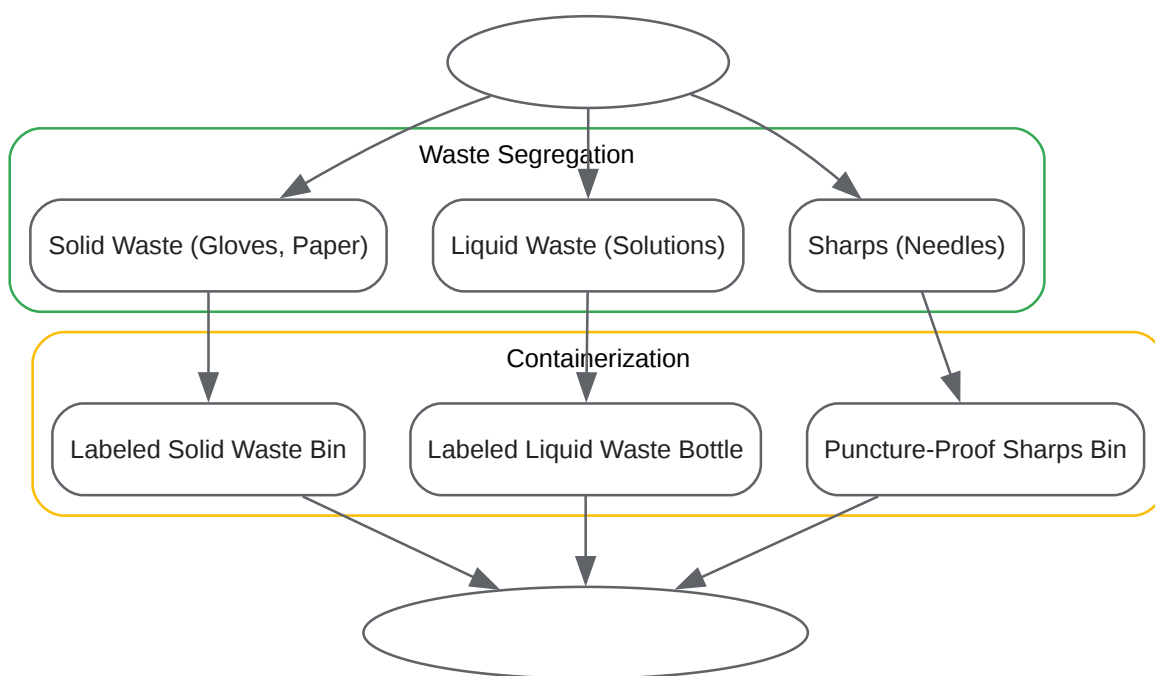 Waste Segregation
Solid Waste (Gloves, Paper)
Liquid Waste (Solutions)
Sharps (Needles)
Containerization
Labeled Solid Waste Bin
Labeled Liquid Waste Bottle
Puncture-Proof Sharps Bin